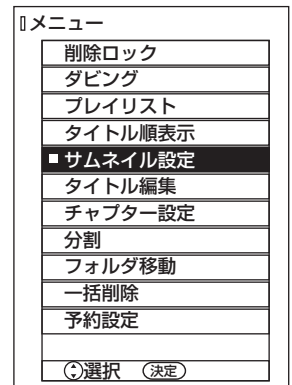 メニュー
削除ロック
ダビング
プレイリスト
タイトル順表示
サムネイル設定
タイトル編集
チャプター設定
分割
フォルダ移動
一括削除
予約設定
選択 決定